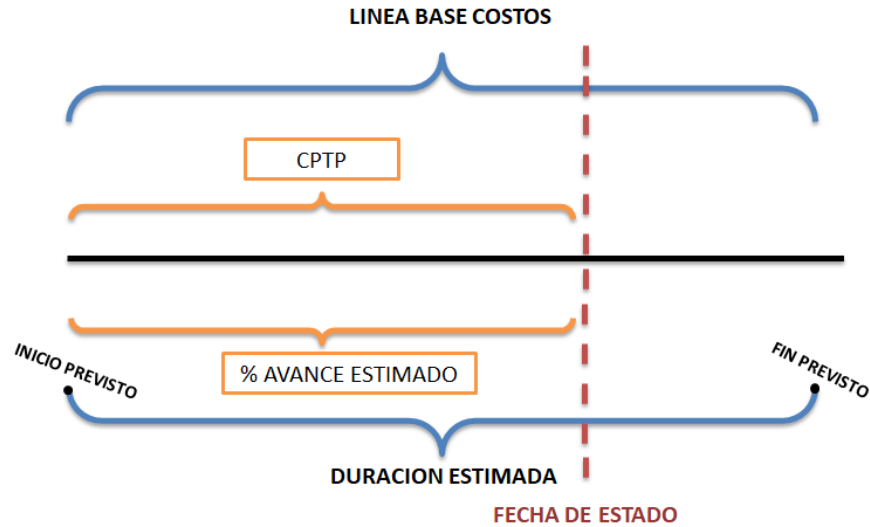 LINEA BASE COSTOS
CPTP
INICIO PREVISTO
% AVANCE ESTIMADO
FIN PREVISTO
DURACION ESTIMADA
FECHA DE ESTADO